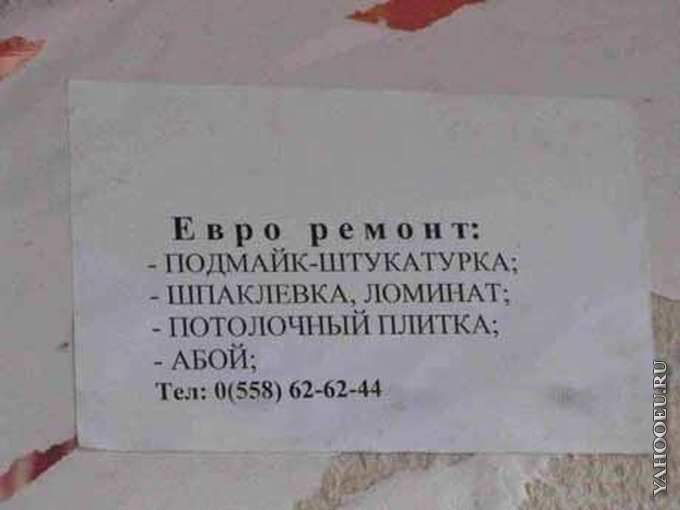 Евро ремонт:
- ПОДМАЙК-ШТУКАТУРКА;
- ШПАКЛЕВКА, ЛОМИНАТ;
- ПОТОЛОЧНЫЙ ПЛИТКА;
- АБОЙ;
Тел: 0(558) 62-62-44
YAHOOEU.RU